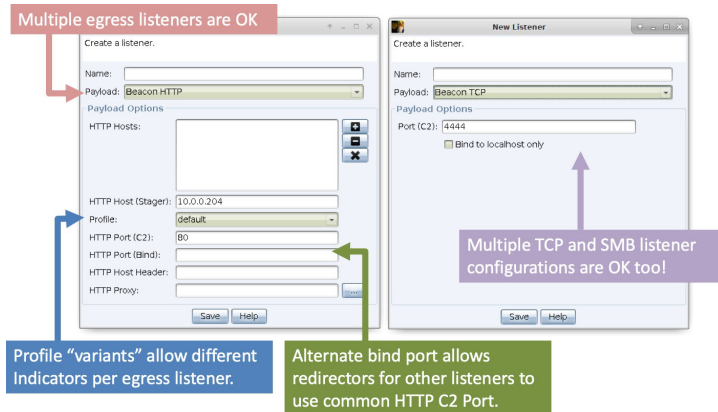 Multiple egress listeners are OK
Create a listener.
Name:
Payload: Beacon HTTP
Payload Options
HTTP Hosts:
HTTP Host (Stager): 10.0.0.204
Profile: default
HTTP Port (C2): 80
HTTP Port (Bind):
HTTP Host Header:
HTTP Proxy: ...
Save Help
New Listener
Create a listener.
Name:
Payload: Beacon TCP
Payload Options
Port (C2): 4444
Bind to localhost only
Save Help
Multiple TCP and SMB listener
configurations are OK too!
Profile “variants” allow different
Indicators per egress listener.
Alternate bind port allows
redirectors for other listeners to
use common HTTP C2 Port.